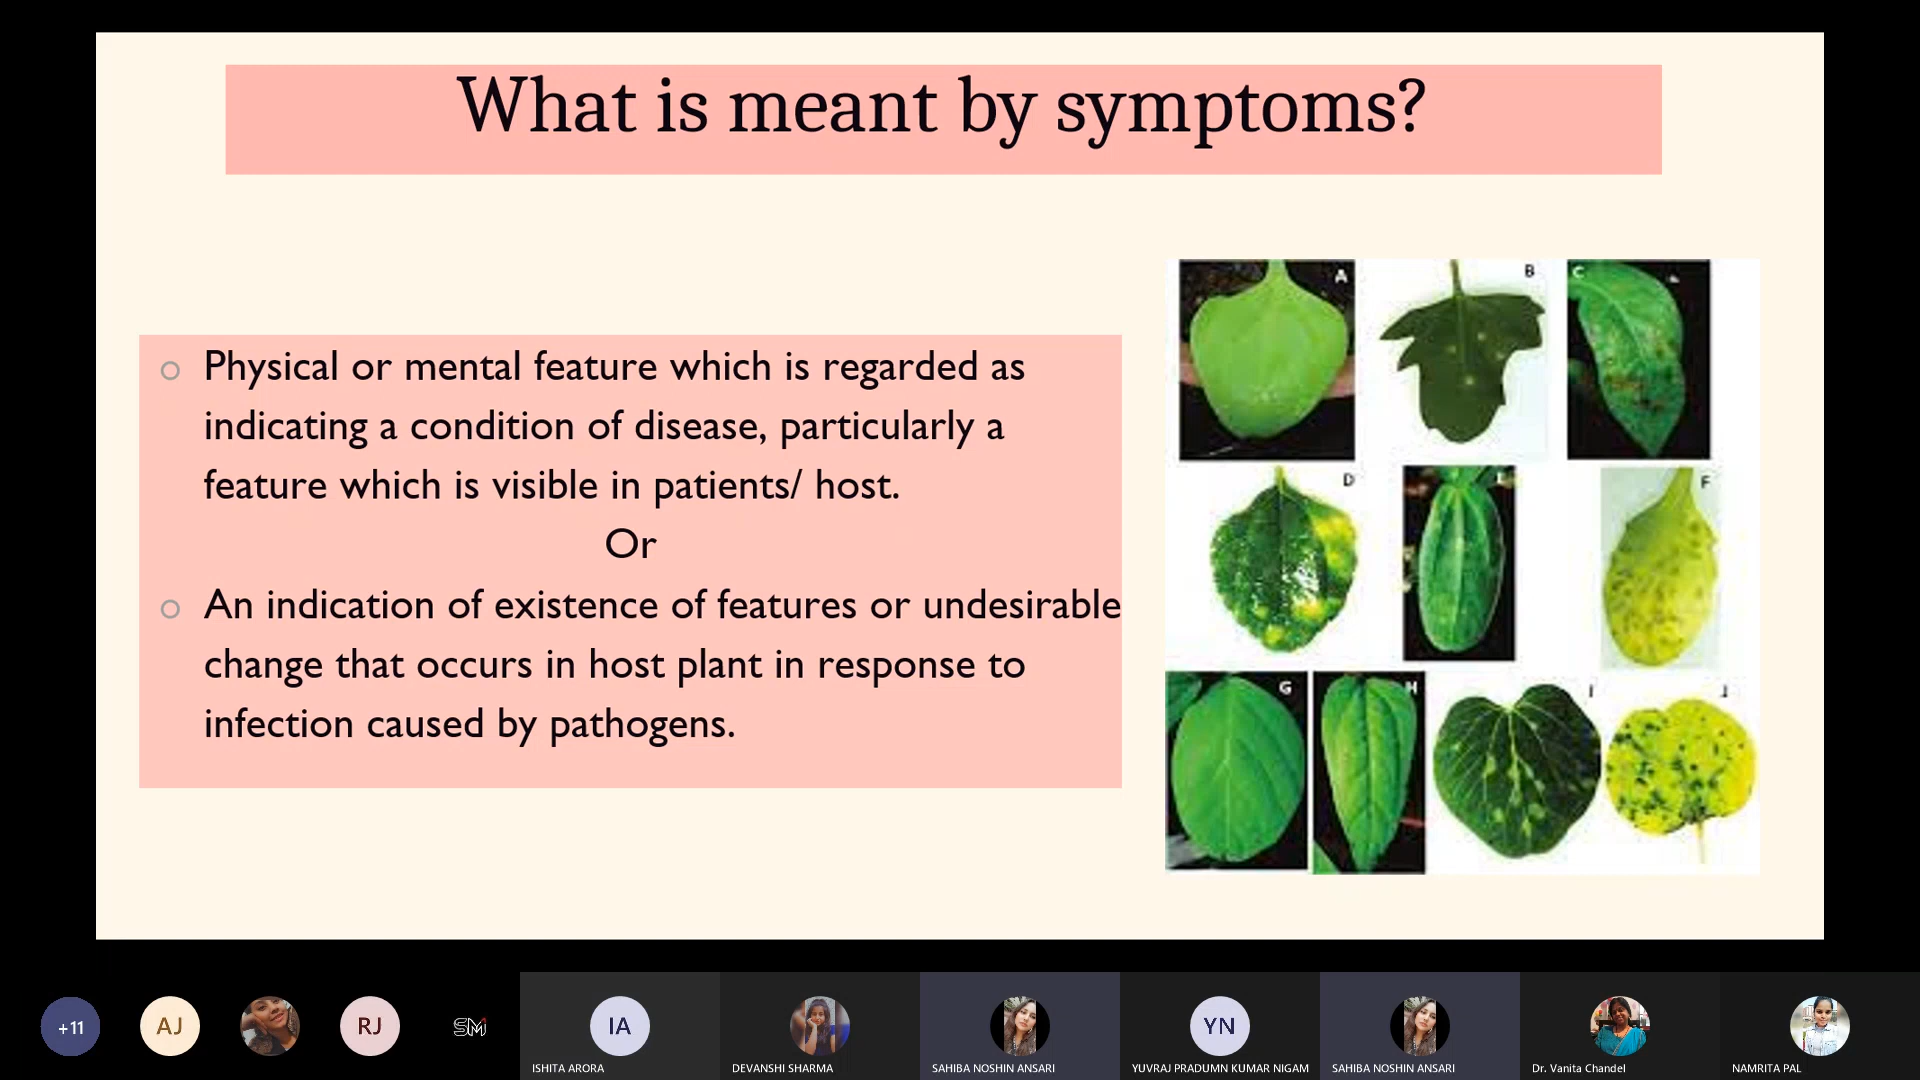 What is meant by symptoms?
Physical or mental feature which is regarded as
indicating a condition of disease, particularly a
feature which is visible in patients/ host.
Or
An indication of existence of features or undesirable
change that occurs in host plant in response to
infection caused by pathogens.
A
B
C
D
F
G
H
I
J
+11
AJ
RJ
SM
IA
YN
ISHITA ARORA
DEVANSHI SHARMA
SAHIBA NOSHIN ANSARI
YUVRAJ PRADUMN KUMAR NIGAM
SAHIBA NOSHIN ANSARI
Dr. Vanita Chandel
NAMRITA PAL